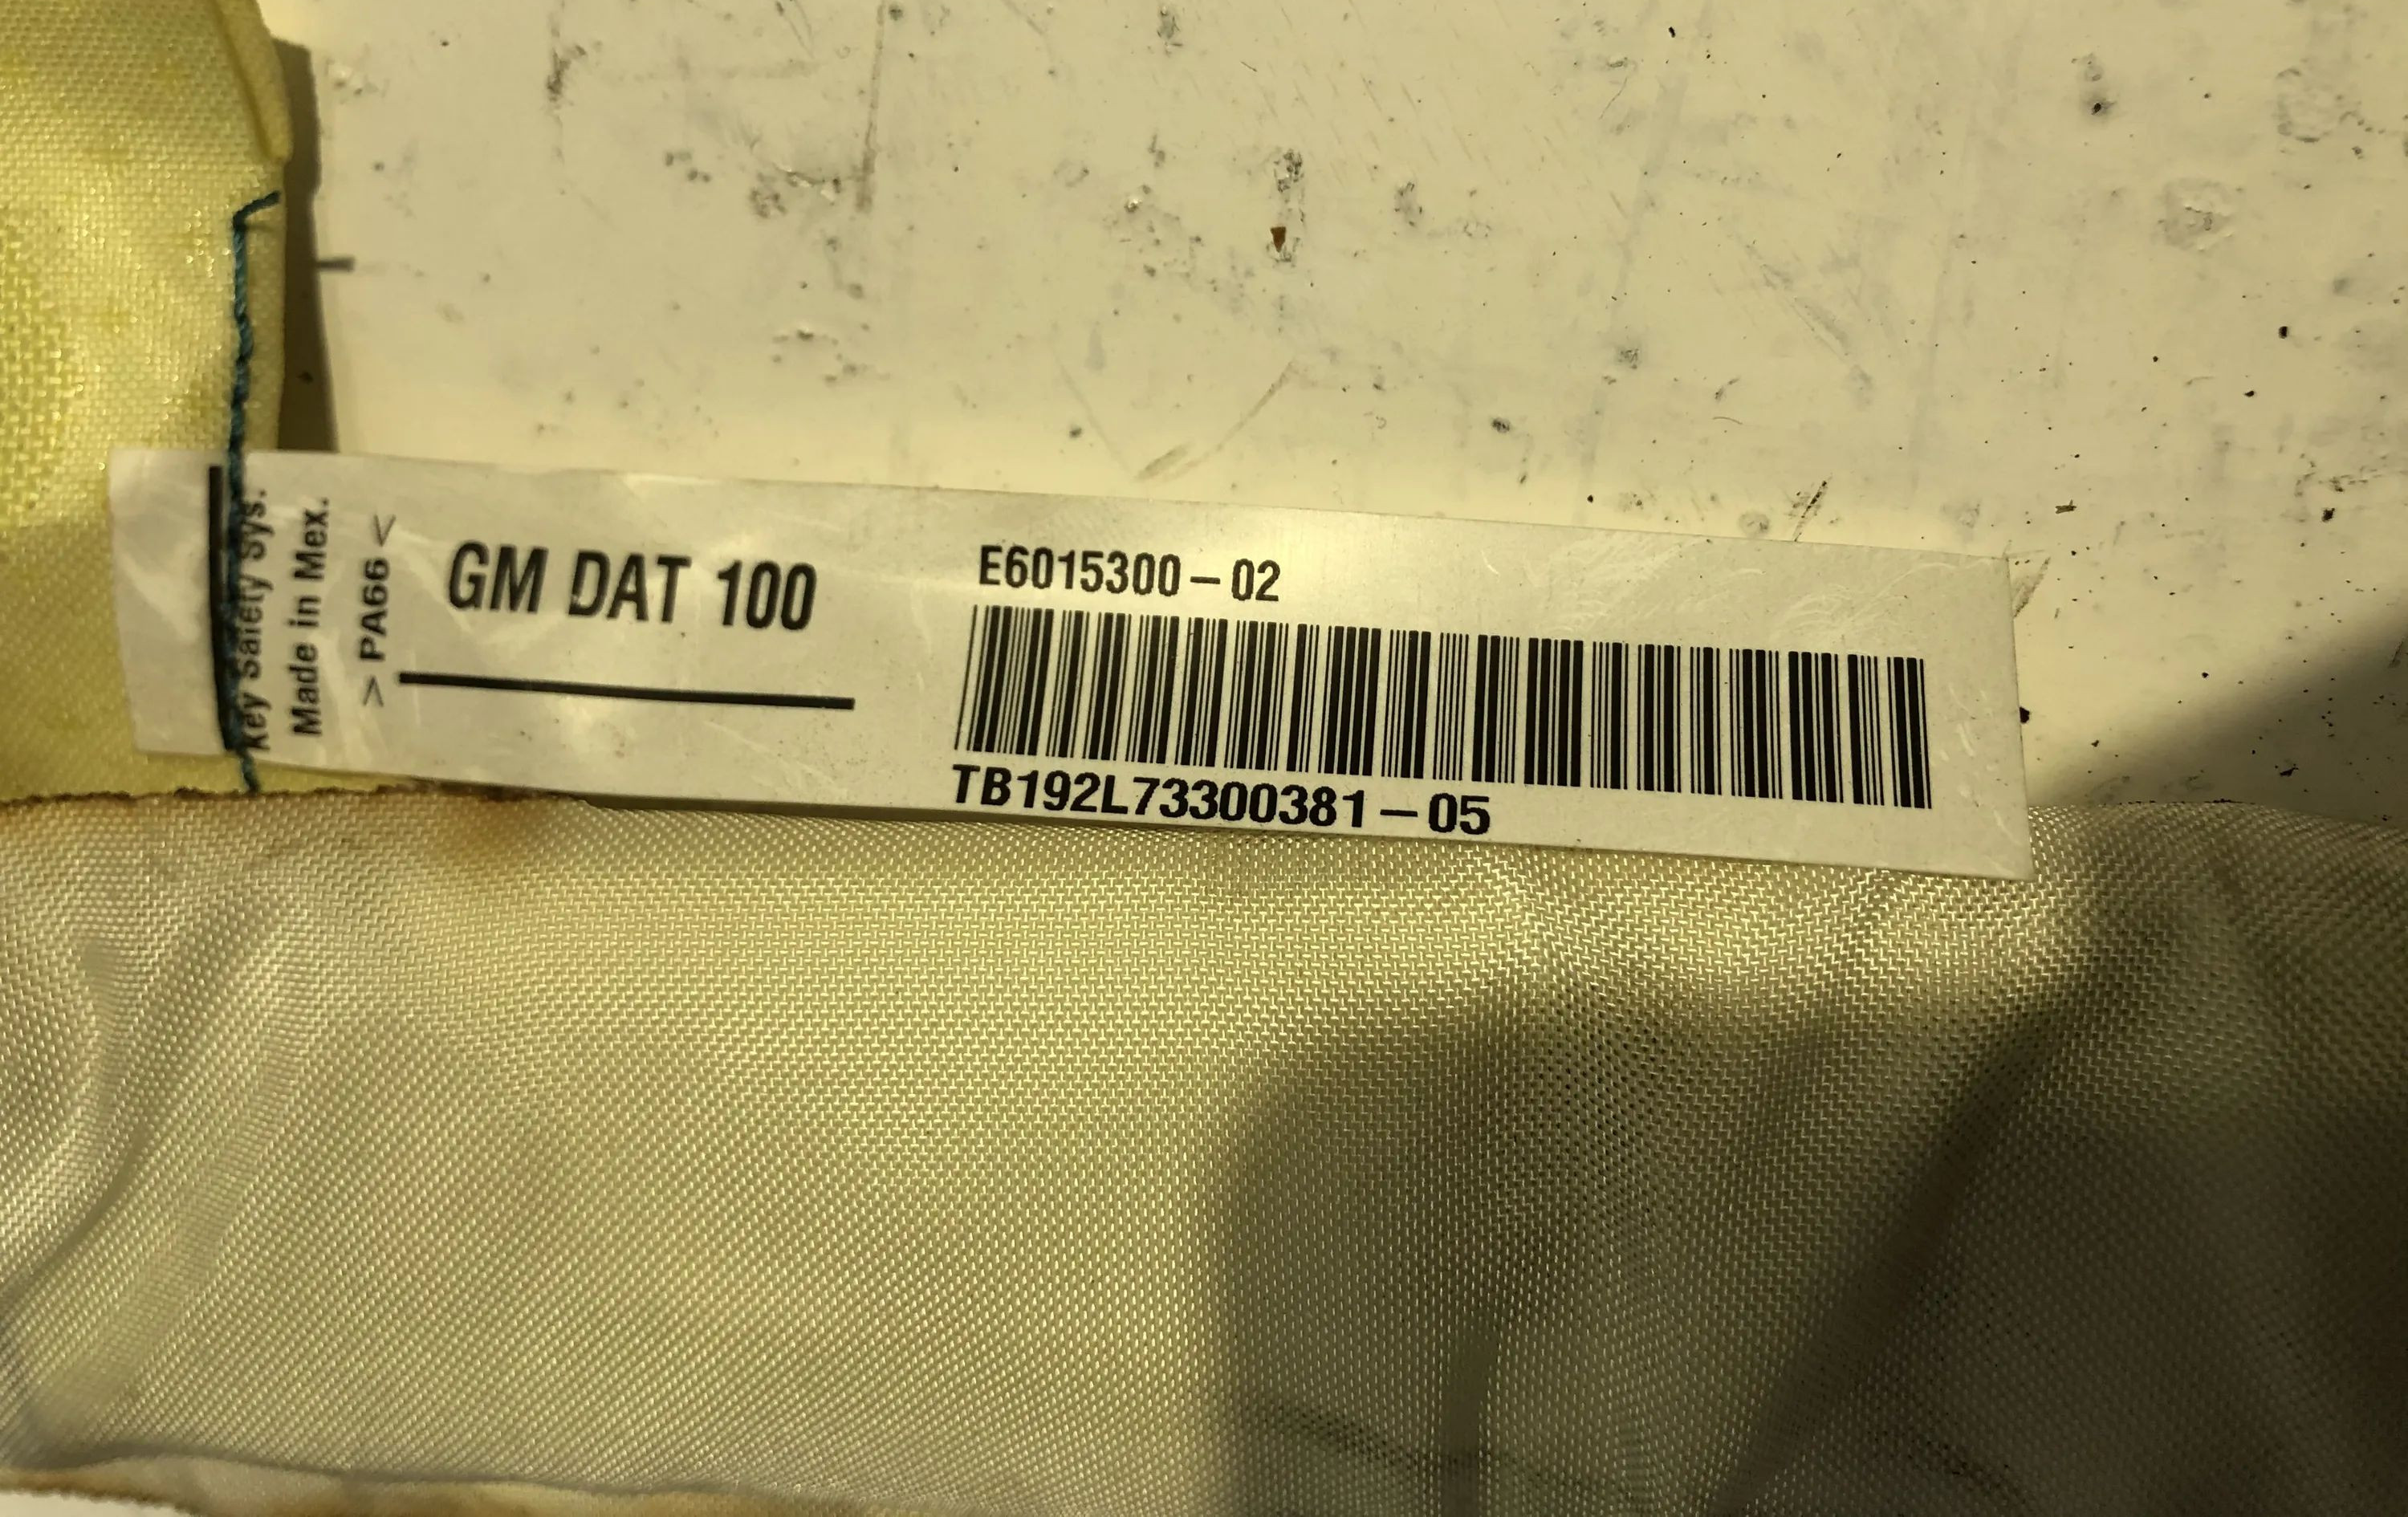 Key Safety Sys.
Made in Mex.
> PA66 <
GM DAT 100
E6015300-02
TB192L73300381-05